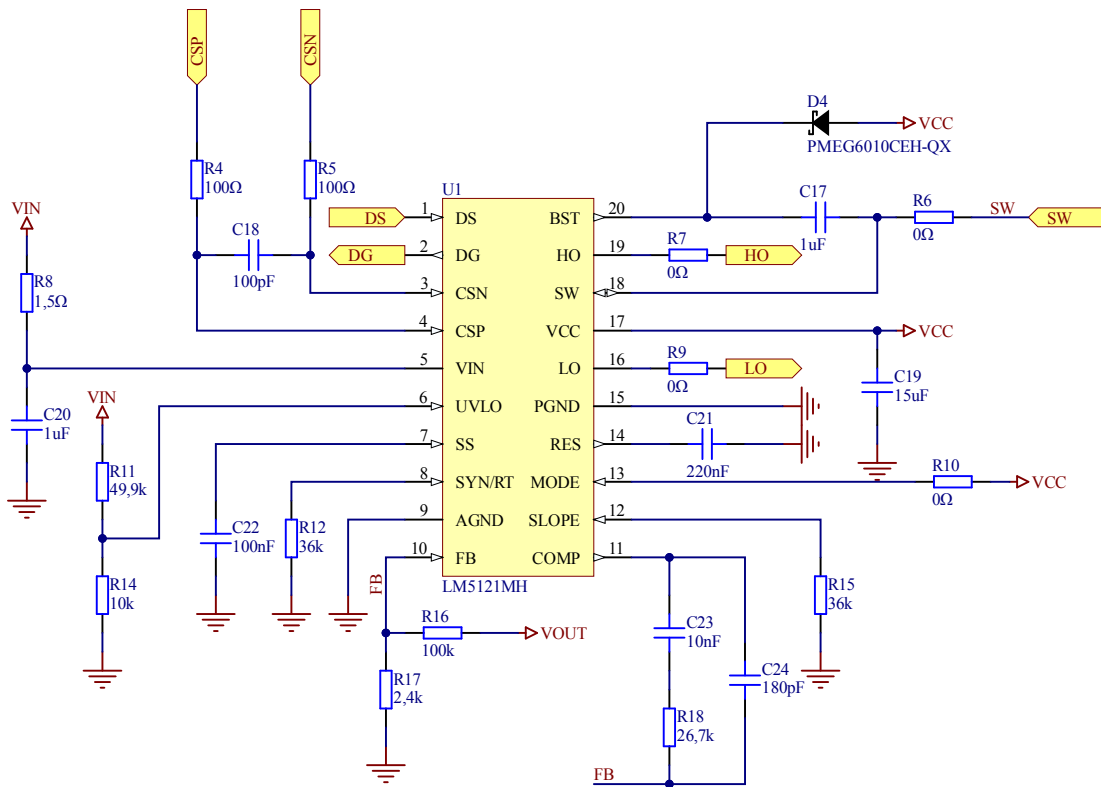 CSP
CSN
D4
VCC
PMEG6010CEH-QX
R4
100Ω
R5
100Ω
U1
C17
1uF
R6
0Ω
SW
SW
VIN
DS
1
DS
BST
20
C18
100pF
DG
2
DG
HO
19
R7
0Ω
HO
R8
1,5Ω
3
CSN
SW
18
4
CSP
VCC
17
VCC
5
VIN
LO
16
R9
0Ω
LO
C19
15uF
C20
1uF
VIN
6
UVLO
PGND
15
7
SS
RES
14
C21
220nF
R11
49,9k
8
SYN/RT
MODE
13
R10
0Ω
VCC
C22
100nF
R12
36k
9
AGND
SLOPE
12
10
FB
COMP
11
LM5121MH
R14
10k
FB
R15
36k
R16
100k
VOUT
C23
10nF
R17
2,4k
C24
180pF
R18
26,7k
FB